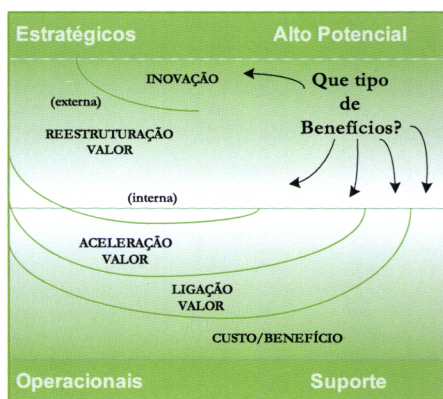 Estratégicos
Alto Potencial
INOVAÇÃO
Que tipo
de
Benefícios?
(externa)
REESTRUTURAÇÃO
VALOR
(interna)
ACELERAÇÃO
VALOR
LIGAÇÃO
VALOR
CUSTO/BENEFÍCIO
Operacionais
Suporte